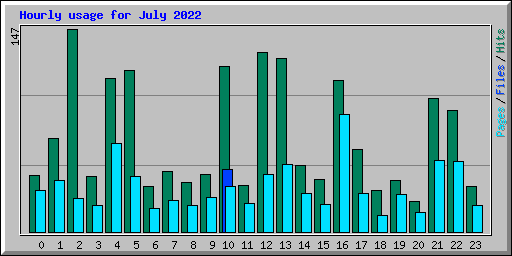 Hourly usage for July 2022
147
Pages/Files/Hits
0 1 2 3 4 5 6 7 8 9 10 11 12 13 14 15 16 17 18 19 20 21 22 23